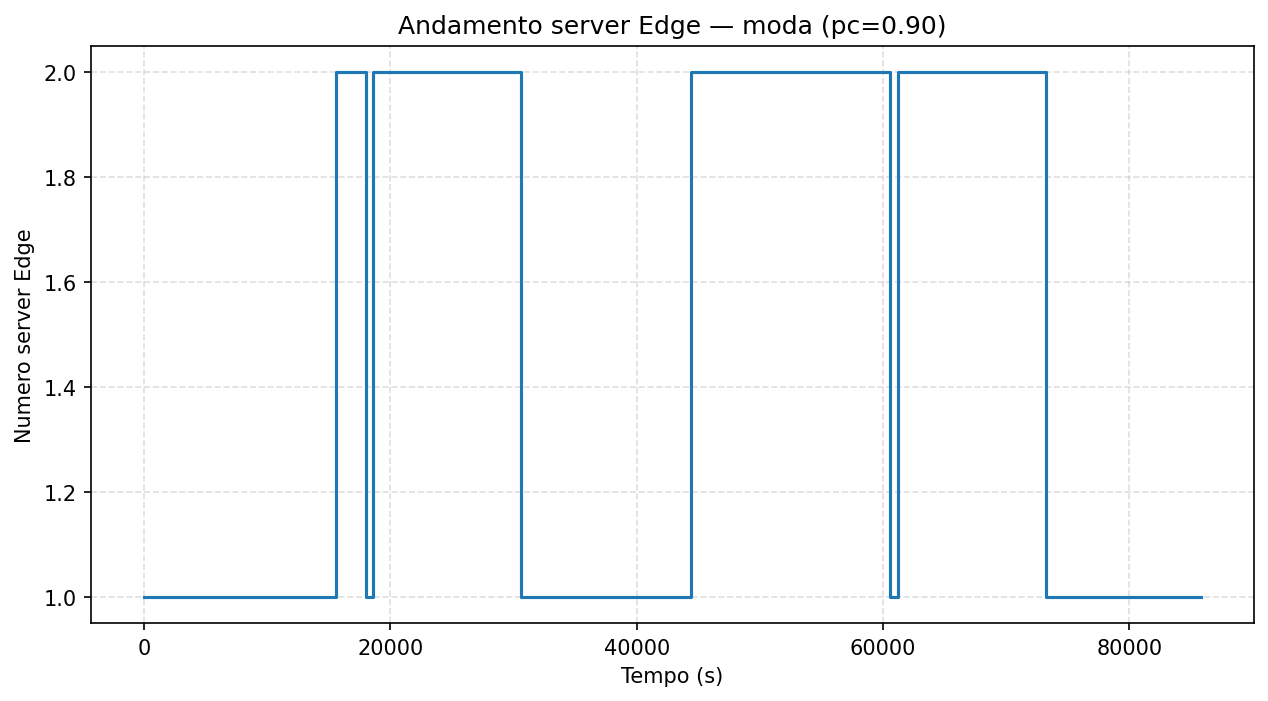 Andamento server Edge — moda (pc=0.90)
Numero server Edge
2.0
1.8
1.6
1.4
1.2
1.0
0 20000 40000 60000 80000
Tempo (s)